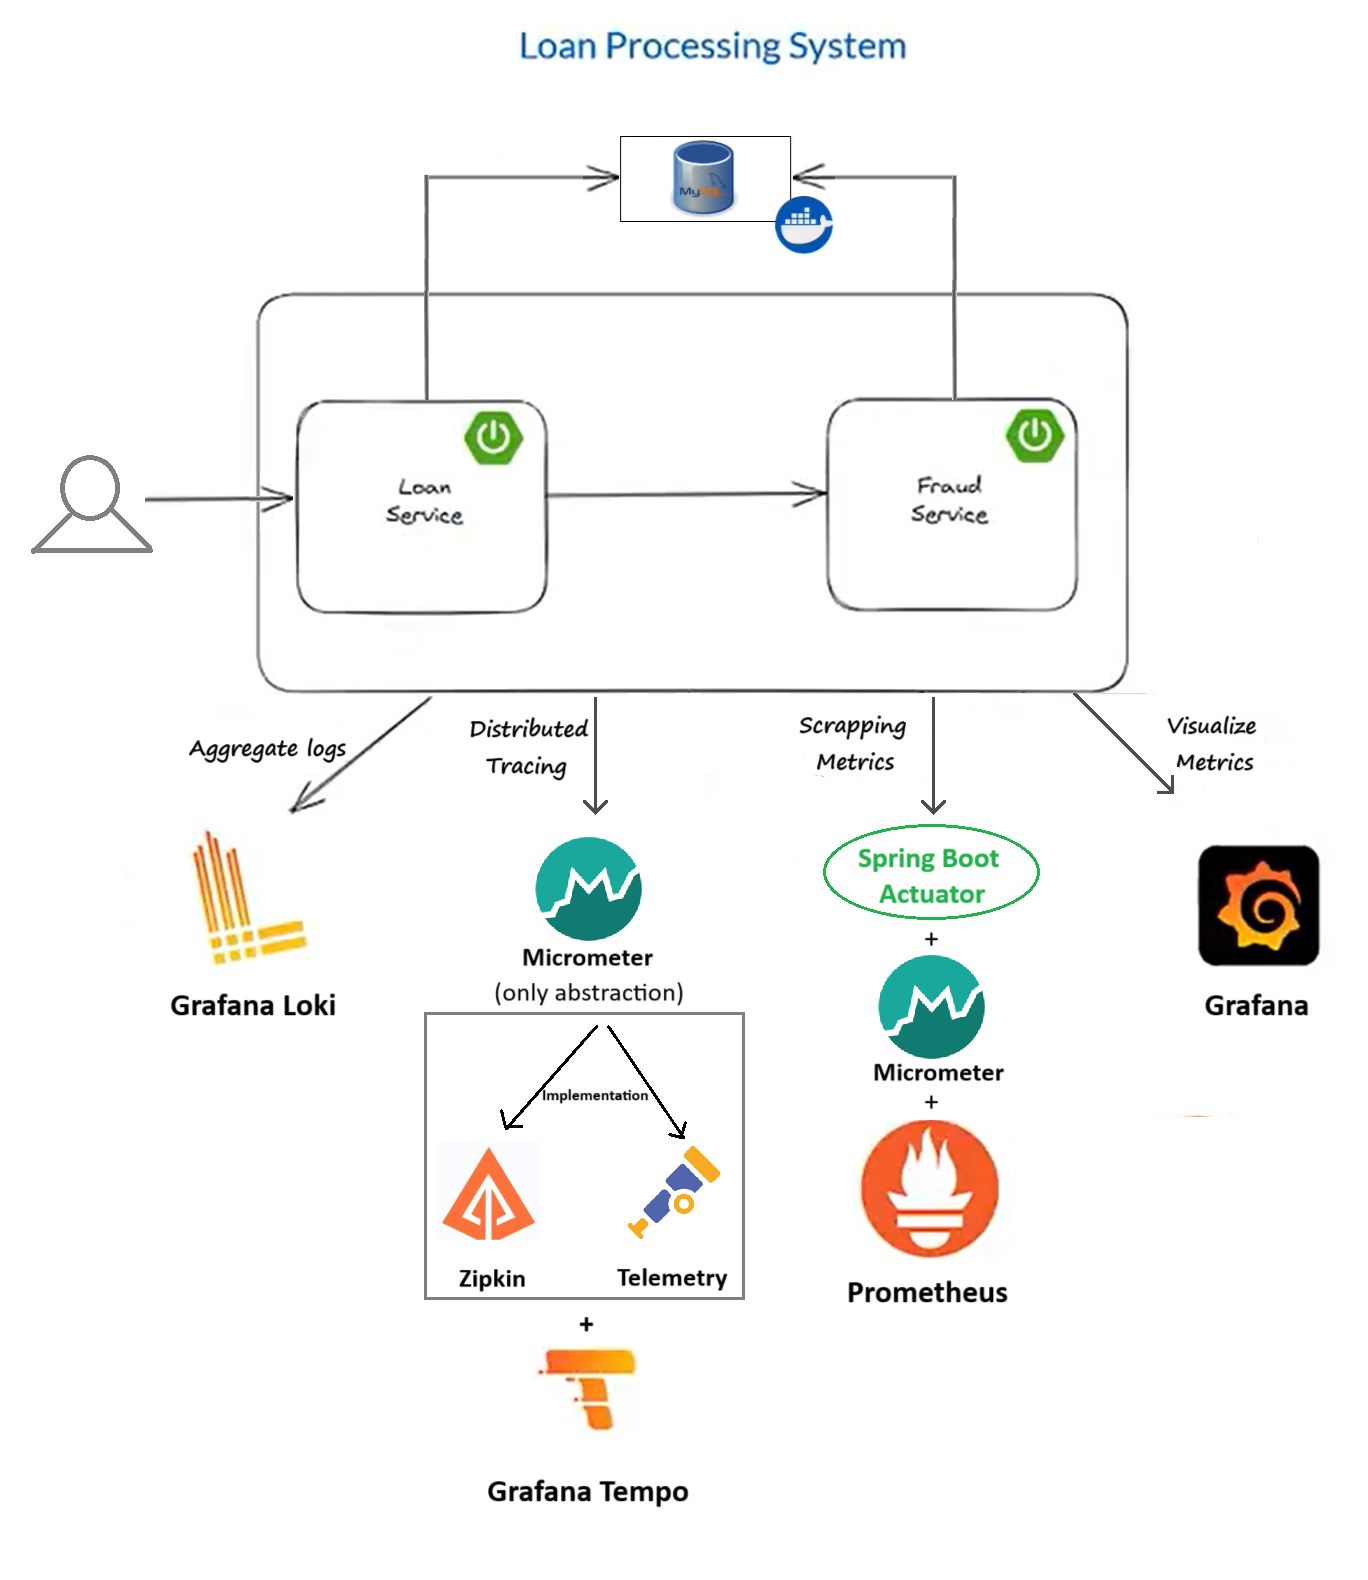 Loan Processing System
MySQL
Loan
Service
Fraud
Service
Aggregate logs
Distributed
Tracing
Scrapping
Metrics
Visualize
Metrics
Grafana Loki
Micrometer
(only abstraction)
Implementation
Zipkin
Telemetry
+
Grafana Tempo
Spring Boot
Actuator
+
Micrometer
+
Prometheus
Grafana